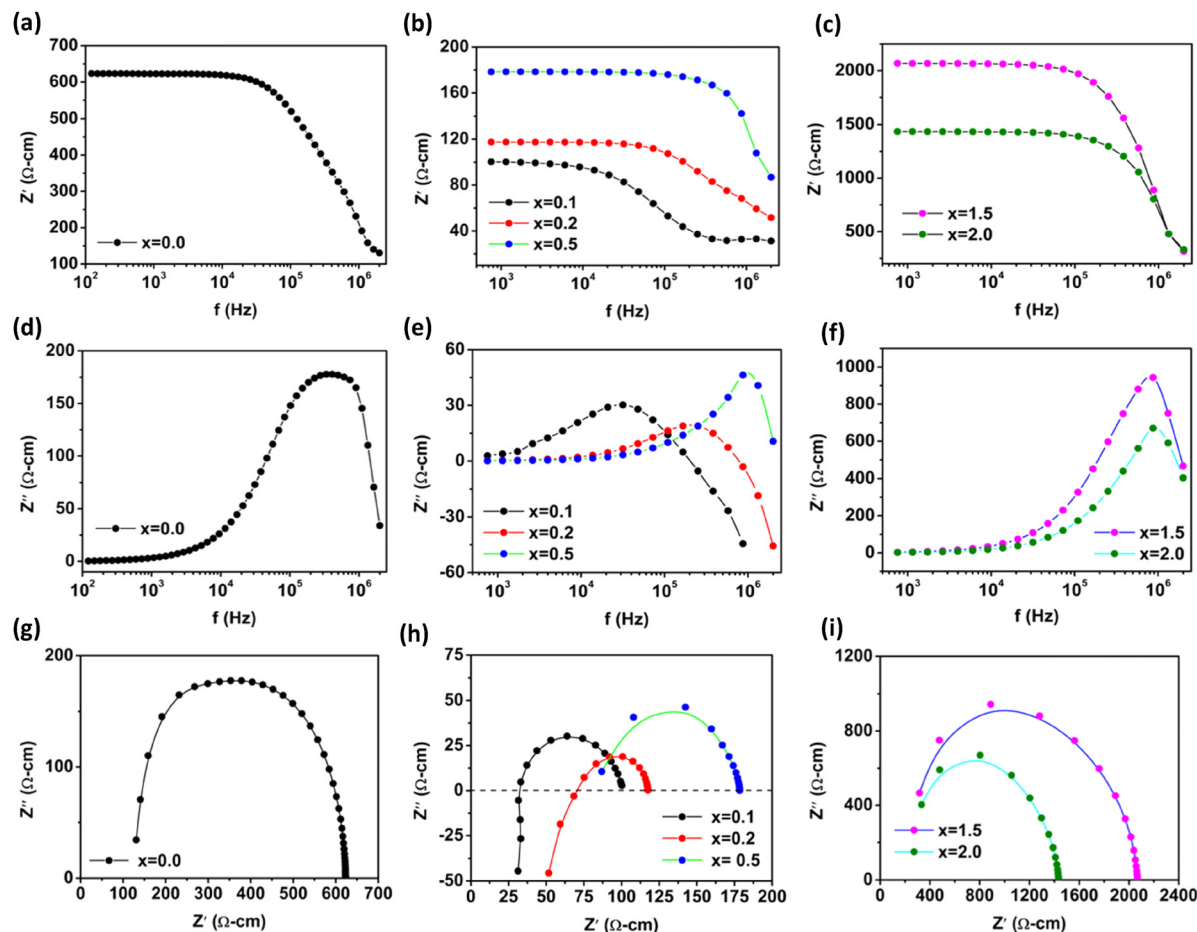 (a)
700
600
500
400
300
200
100
Z′ (Ω-cm)
x=0.0
10² 10³ 10⁴ 10⁵ 10⁶
f (Hz)
(b)
200
160
120
80
40
Z′ (Ω-cm)
x=0.1
x=0.2
x=0.5
10³ 10⁴ 10⁵ 10⁶
f (Hz)
(c)
2000
1500
1000
500
Z′ (Ω-cm)
x=1.5
x=2.0
10³ 10⁴ 10⁵ 10⁶
f (Hz)
(d)
200
150
100
50
0
Z″ (Ω-cm)
x=0.0
10² 10³ 10⁴ 10⁵ 10⁶
f (Hz)
(e)
60
30
0
-30
-60
Z″ (Ω-cm)
x=0.1
x=0.2
x=0.5
10³ 10⁴ 10⁵ 10⁶
f (Hz)
(f)
1000
800
600
400
200
0
Z″ (Ω-cm)
x=1.5
x=2.0
10³ 10⁴ 10⁵ 10⁶
f (Hz)
(g)
200
150
100
50
0
Z″ (Ω-cm)
x=0.0
0 100 200 300 400 500 600 700
Z′ (Ω-cm)
(h)
75
50
25
0
-25
-50
Z″ (Ω-cm)
x=0.1
x=0.2
x= 0.5
0 25 50 75 100 125 150 175 200
Z′ (Ω-cm)
(i)
1200
800
400
0
Z″ (Ω-cm)
x=1.5
x=2.0
0 400 800 1200 1600 2000 2400
Z′ (Ω-cm)